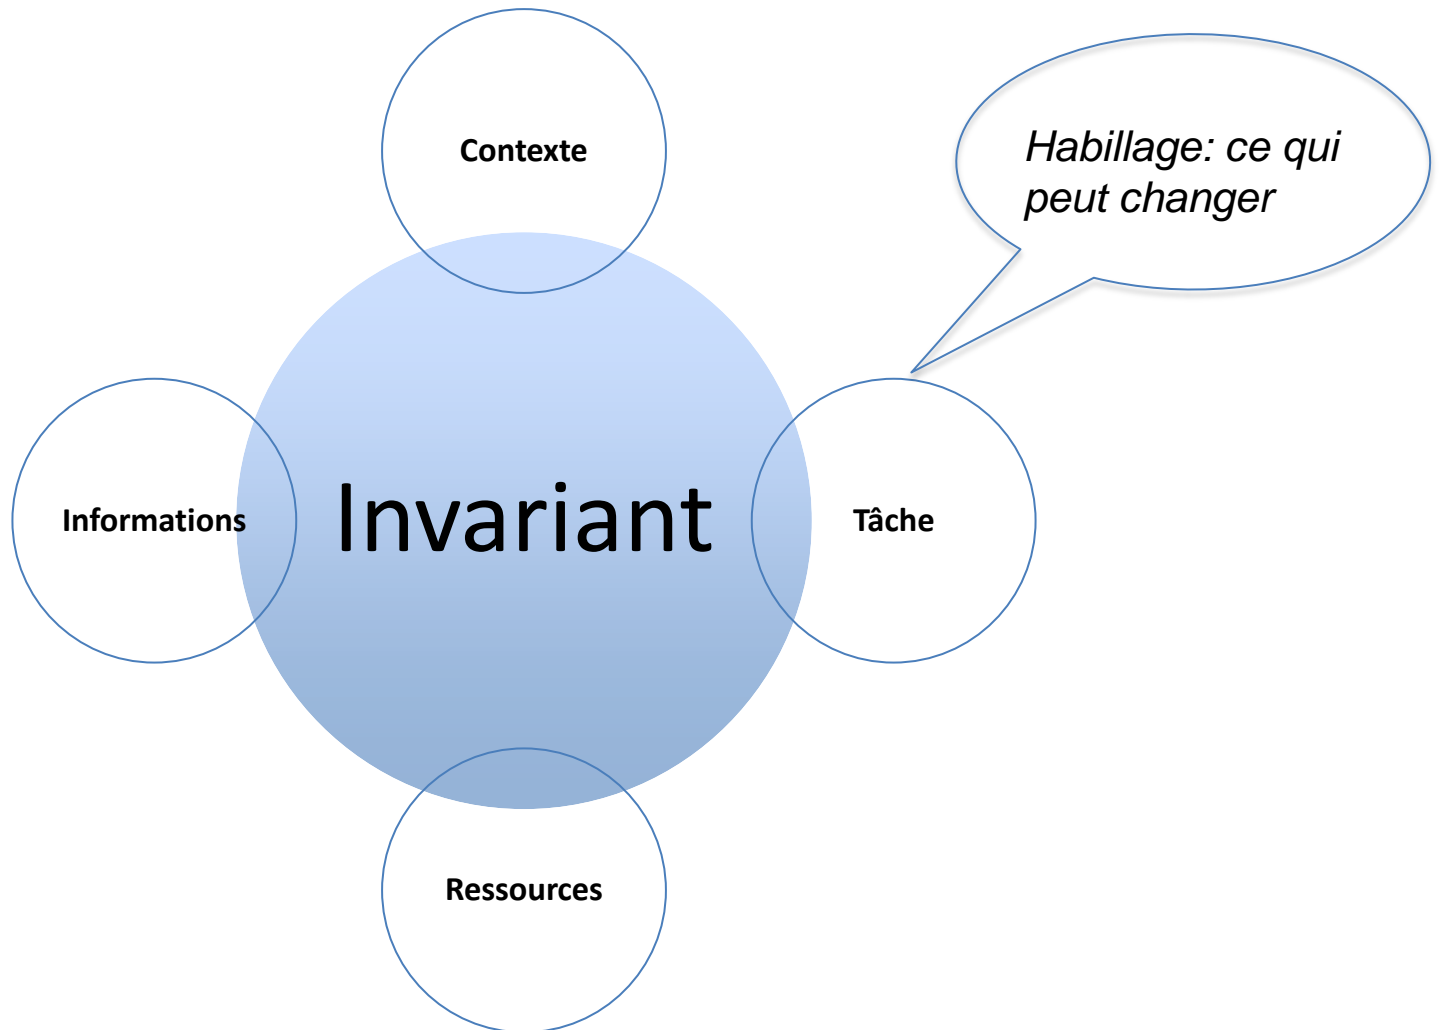 Contexte
Habillage: ce qui
peut changer
Informations
Invariant
Tâche
Ressources